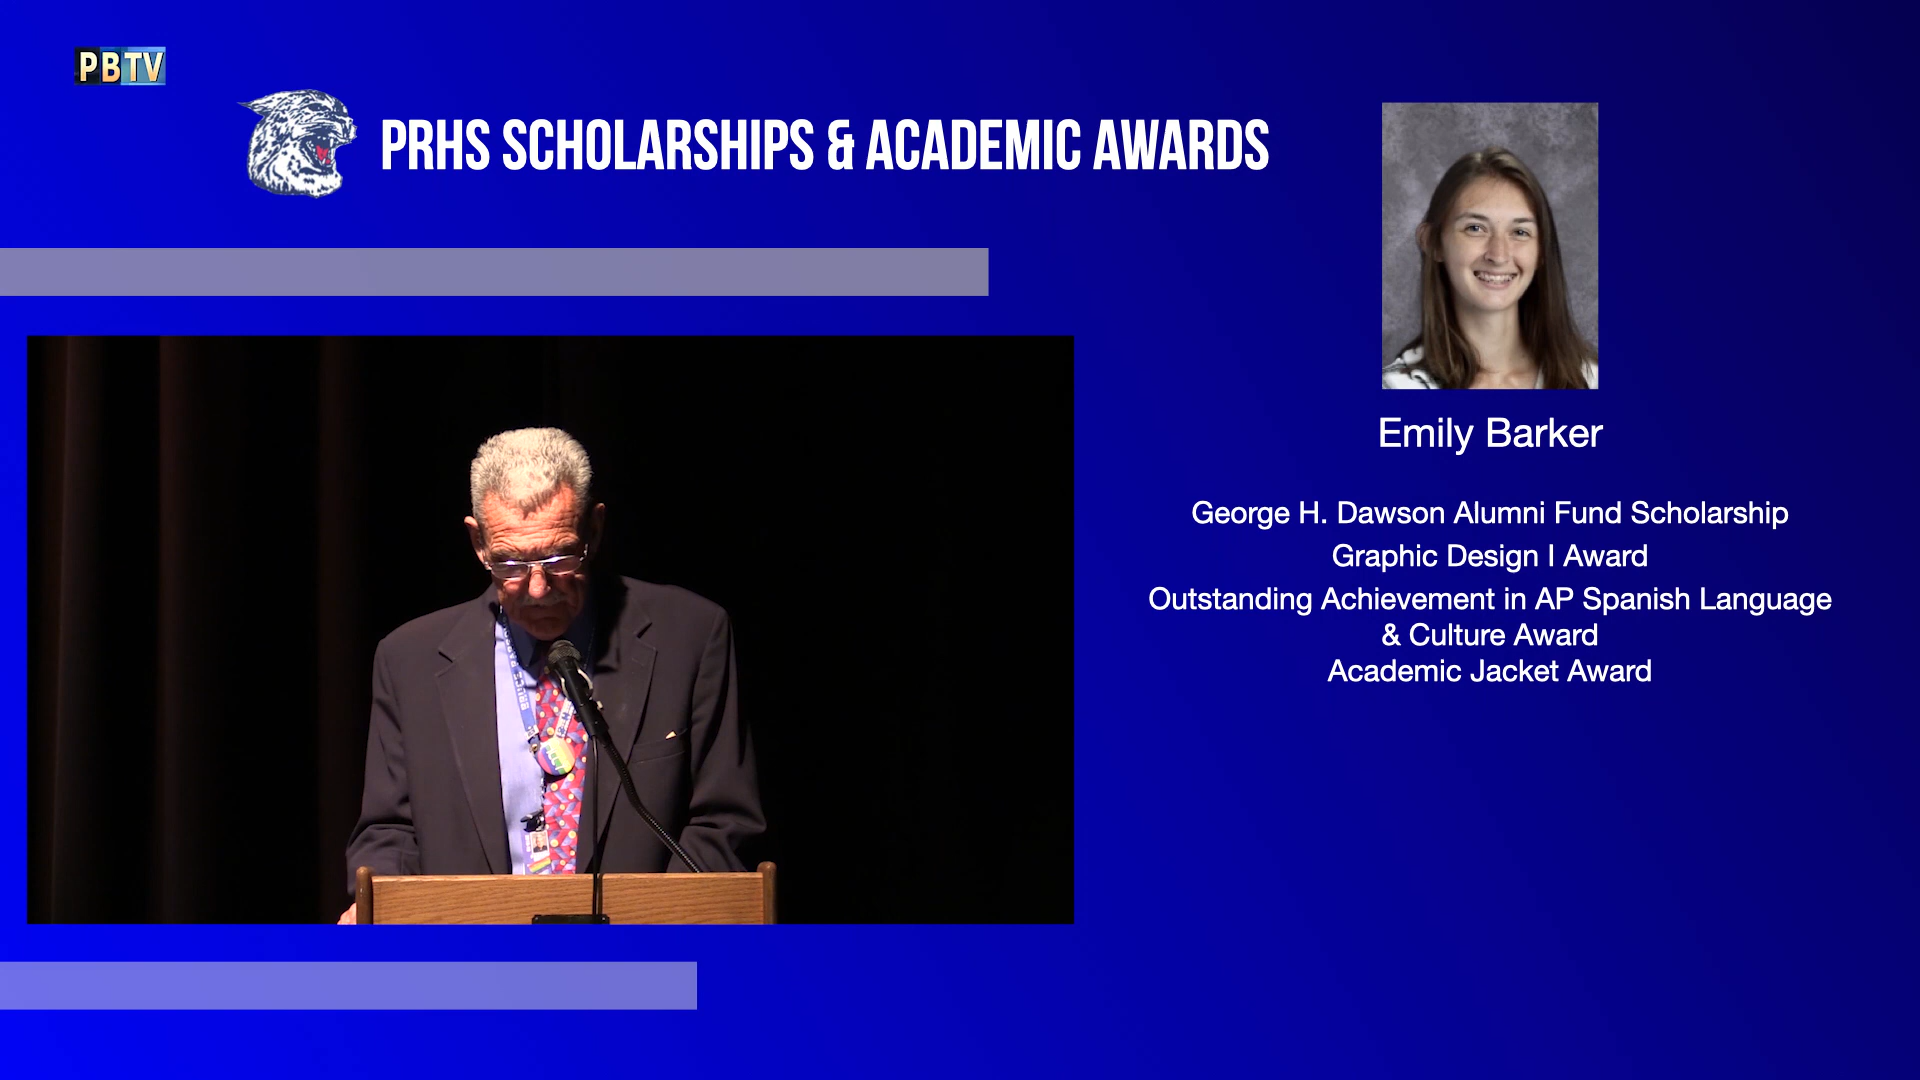 PBTV
PRHS SCHOLARSHIPS & ACADEMIC AWARDS
Emily Barker
George H. Dawson Alumni Fund Scholarship
Graphic Design I Award
Outstanding Achievement in AP Spanish Language
& Culture Award
Academic Jacket Award